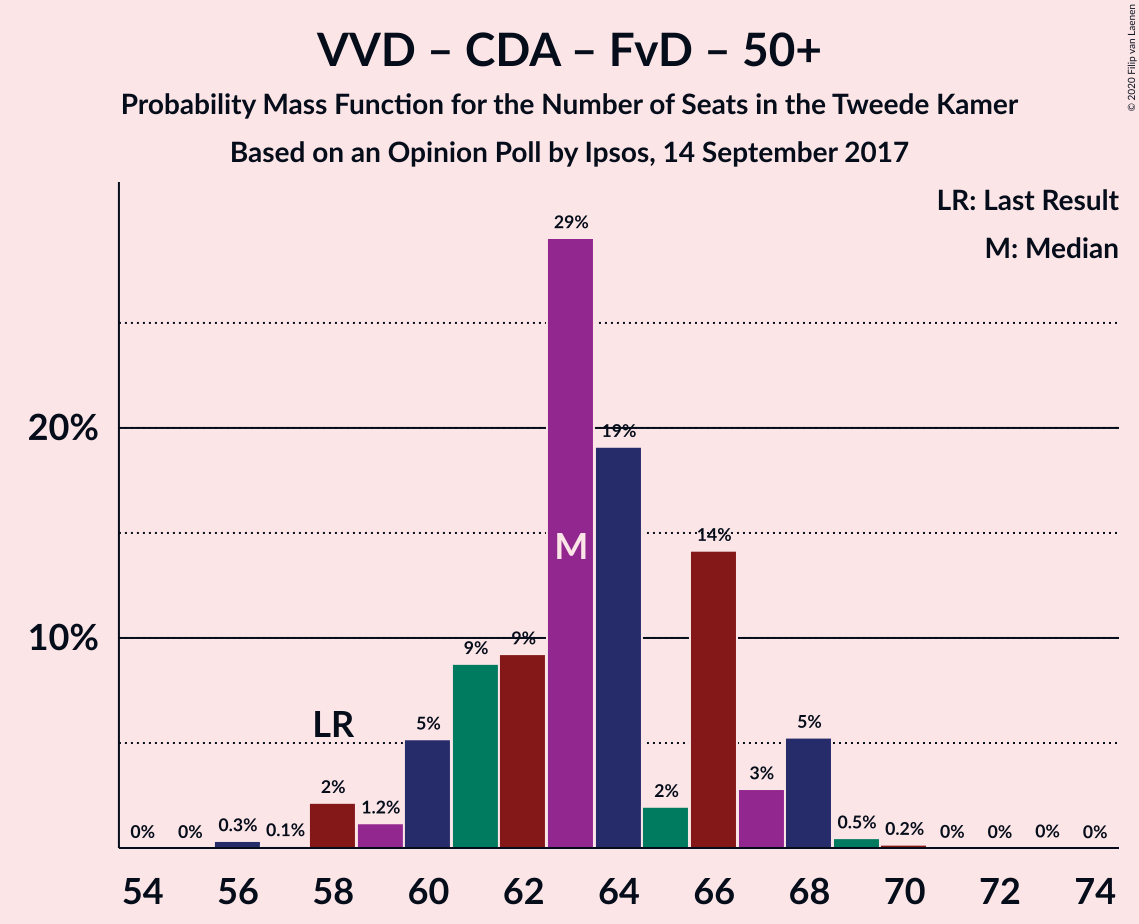 VVD – CDA – FvD – 50+
Probability Mass Function for the Number of Seats in the Tweede Kamer
Based on an Opinion Poll by Ipsos, 14 September 2017
© 2020 Filip van Laenen
LR: Last Result
M: Median
20%
10%
0% 0% 0.3% 0.1% 2% 1.2% 5% 9% 9% 29% 19% 2% 14% 3% 5% 0.5% 0.2% 0% 0% 0% 0%
LR
M
54 56 58 60 62 64 66 68 70 72 74